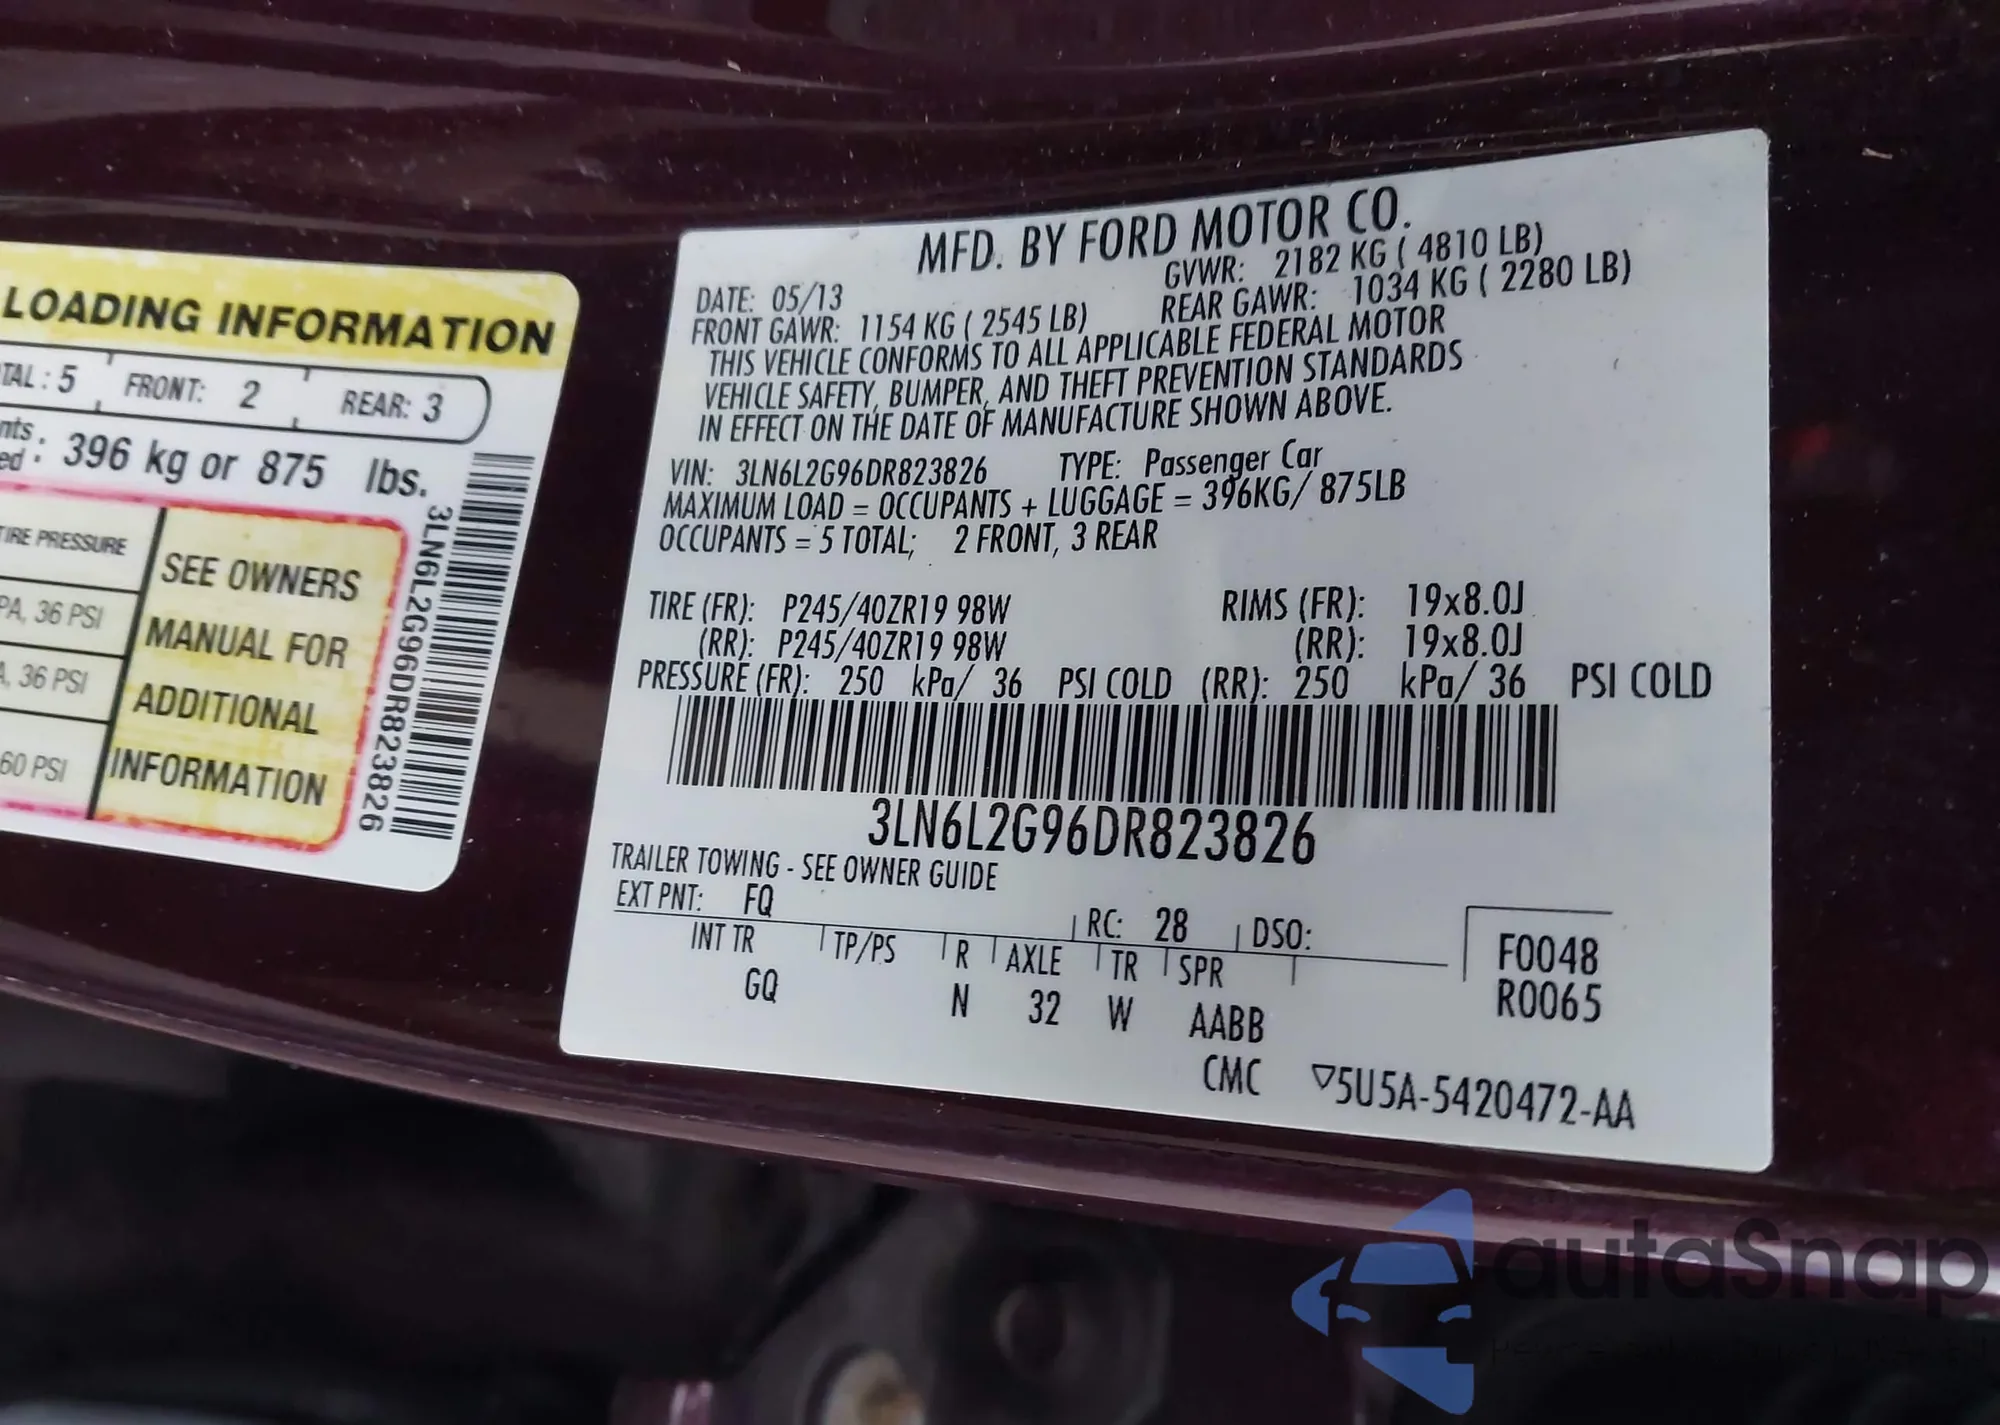 LOADING INFORMATION
TAL : 5 FRONT: 2 REAR: 3
nts
ed : 396 kg or 875 lbs.
TIRE PRESSURE
PA, 36 PSI
A, 36 PSI
60 PSI
SEE OWNERS
MANUAL FOR
ADDITIONAL
INFORMATION
3LN6L2G96DR823826
MFD. BY FORD MOTOR CO.
DATE: 05/13 GVWR: 2182 KG ( 4810 LB)
FRONT GAWR: 1154 KG ( 2545 LB) REAR GAWR: 1034 KG ( 2280 LB)
THIS VEHICLE CONFORMS TO ALL APPLICABLE FEDERAL MOTOR
VEHICLE SAFETY, BUMPER, AND THEFT PREVENTION STANDARDS
IN EFFECT ON THE DATE OF MANUFACTURE SHOWN ABOVE.
VIN: 3LN6L2G96DR823826 TYPE: Passenger Car
MAXIMUM LOAD = OCCUPANTS + LUGGAGE = 396KG/ 875LB
OCCUPANTS = 5 TOTAL; 2 FRONT, 3 REAR
TIRE (FR): P245/40ZR19 98W RIMS (FR): 19x8.0J
(RR): P245/40ZR19 98W (RR): 19x8.0J
PRESSURE (FR): 250 kPa/ 36 PSI COLD (RR): 250 kPa/ 36 PSI COLD
3LN6L2G96DR823826
TRAILER TOWING - SEE OWNER GUIDE
EXT PNT: FQ RC: 28 DSO:
INT TR TP/PS R AXLE TR SPR
GQ N 32 W AABB
CMC
F0048
R0065
▽5U5A-5420472-AA
autaSnap